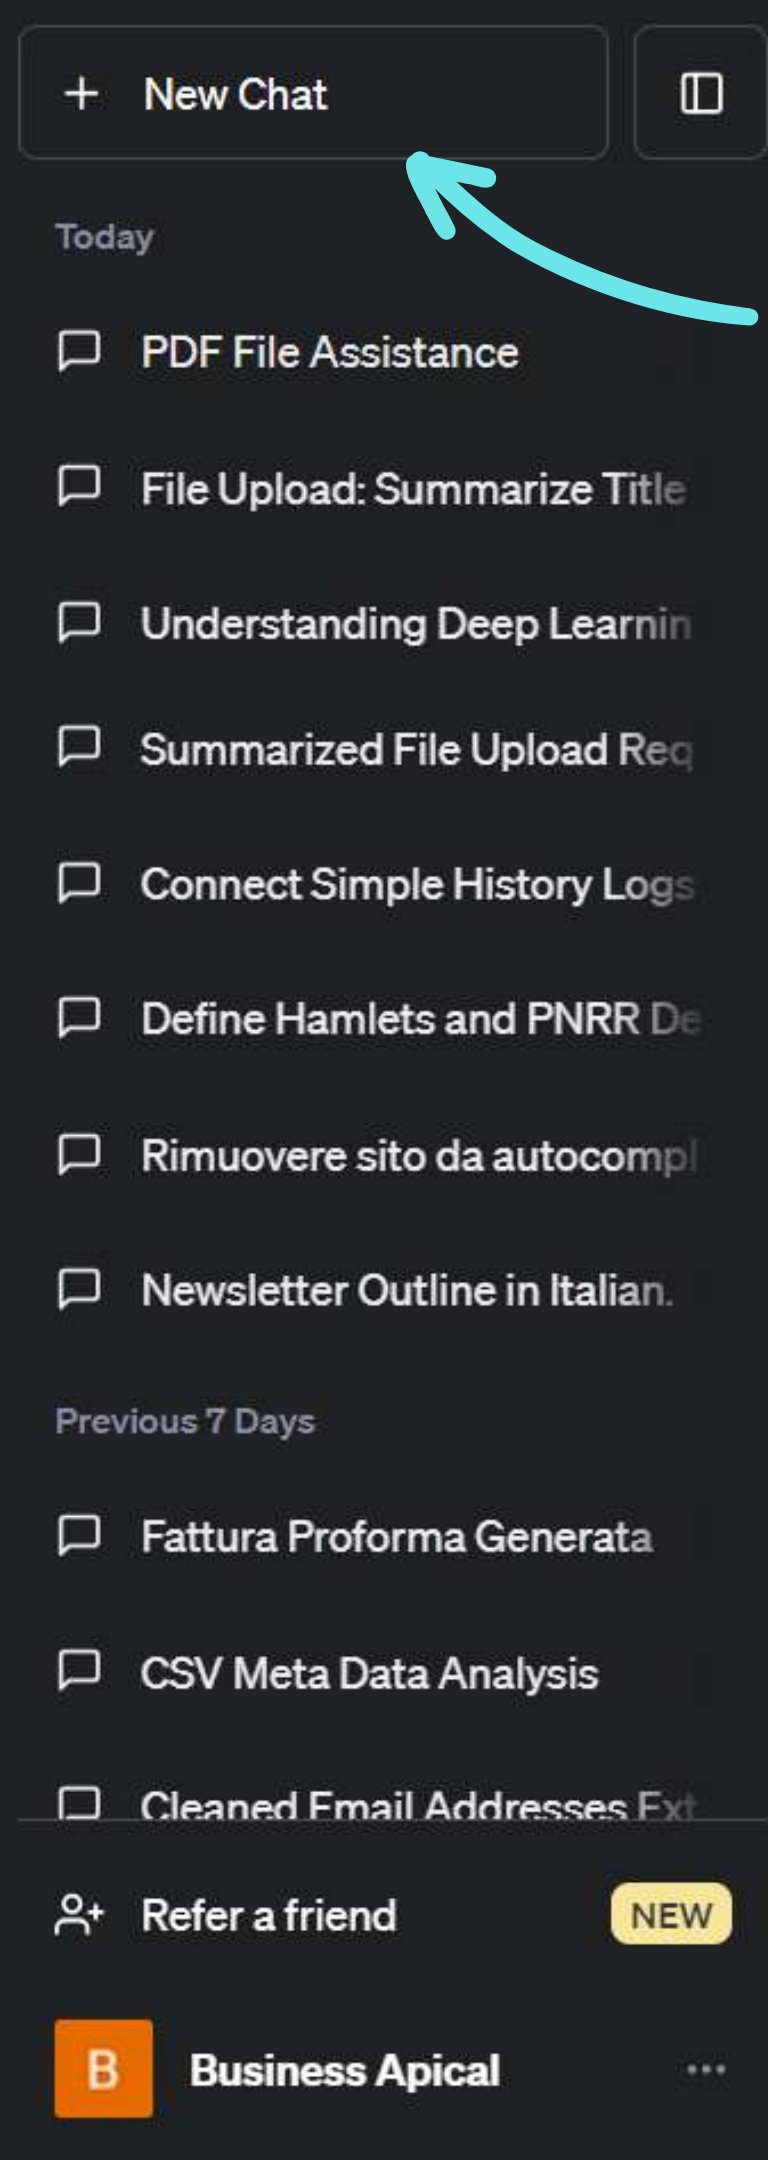 New Chat
Today
PDF File Assistance
File Upload: Summarize Title
Understanding Deep Learnin
Summarized File Upload Req
Connect Simple History Logs
Define Hamlets and PNRR De
Rimuovere sito da autocompl
Newsletter Outline in Italian.
Previous 7 Days
Fattura Proforma Generata
CSV Meta Data Analysis
Cleaned Email Addresses Ext
Refer a friend NEW
B Business Apical